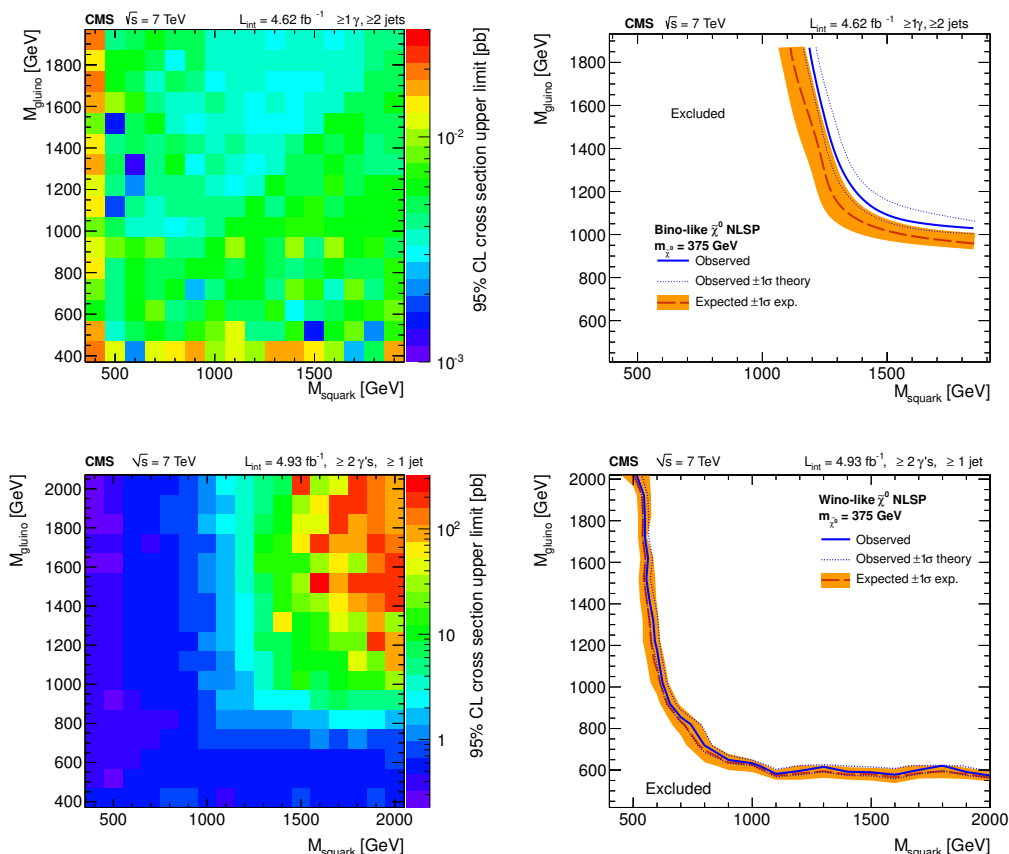 CMS √s = 7 TeV L_int = 4.62 fb⁻¹ ≥1γ, ≥2 jets
M_gluino [GeV]
1800
1600
1400
1200
1000
800
600
400
500 1000 1500
M_squark [GeV]
10⁻²
10⁻³
95% CL cross section upper limit [pb]
CMS √s = 7 TeV L_int = 4.62 fb⁻¹ ≥1γ, ≥2 jets
M_gluino [GeV]
1800
1600
1400
1200
1000
800
600
Excluded
Bino-like χ̃⁰ NLSP
m_χ̃⁰ = 375 GeV
Observed
Observed ±1σ theory
Expected ±1σ exp.
500 1000 1500
M_squark [GeV]
CMS √s = 7 TeV L_int = 4.93 fb⁻¹, ≥ 2 γ's, ≥ 1 jet
M_gluino [GeV]
2000
1800
1600
1400
1200
1000
800
600
400
500 1000 1500 2000
M_squark [GeV]
10²
10
1
95% CL cross section upper limit [pb]
CMS √s = 7 TeV L_int = 4.93 fb⁻¹, ≥ 2 γ's, ≥ 1 jet
M_gluino [GeV]
2000
1800
1600
1400
1200
1000
800
600
Wino-like χ̃⁰ NLSP
m_χ̃⁰ = 375 GeV
Observed
Observed ±1σ theory
Expected ±1σ exp.
Excluded
500 1000 1500 2000
M_squark [GeV]